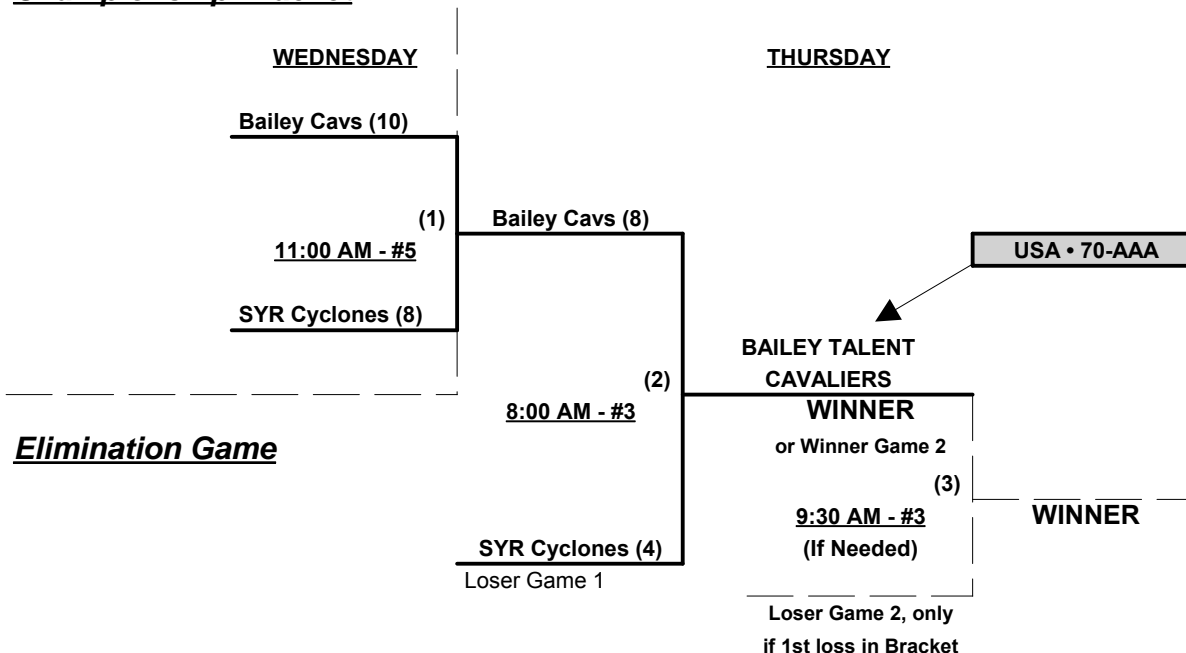 WEDNESDAY
THURSDAY
Bailey Cavs (10)
(1)
Bailey Cavs (8)
11:00 AM - #5
USA • 70-AAA
SYR Cyclones (8)
BAILEY TALENT
CAVALIERS
(2)
8:00 AM - #3
WINNER
or Winner Game 2
Elimination Game
(3)
9:30 AM - #3
WINNER
(If Needed)
SYR Cyclones (4)
Loser Game 1
Loser Game 2, only
if 1st loss in Bracket